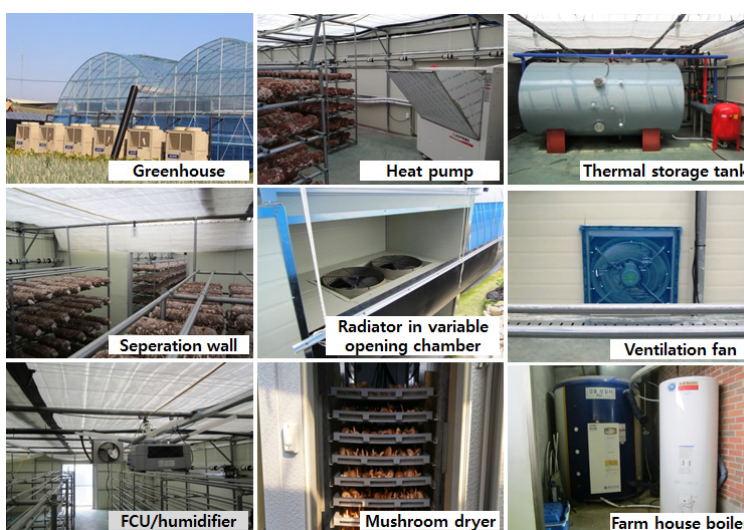 Greenhouse
Heat pump
Thermal storage tank
Seperation wall
Radiator in variable
opening chamber
Ventilation fan
FCU/humidifier
Mushroom dryer
Farm house boile